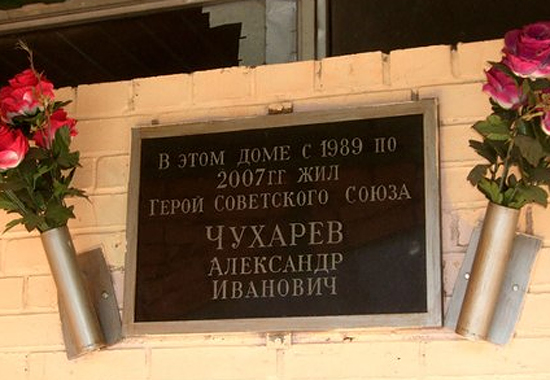 В ЭТОМ ДОМЕ С 1989 ПО
2007ГГ ЖИЛ
ГЕРОЙ СОВЕТСКОГО СОЮЗА
ЧУХАРЕВ
АЛЕКСАНДР
ИВАНОВИЧ